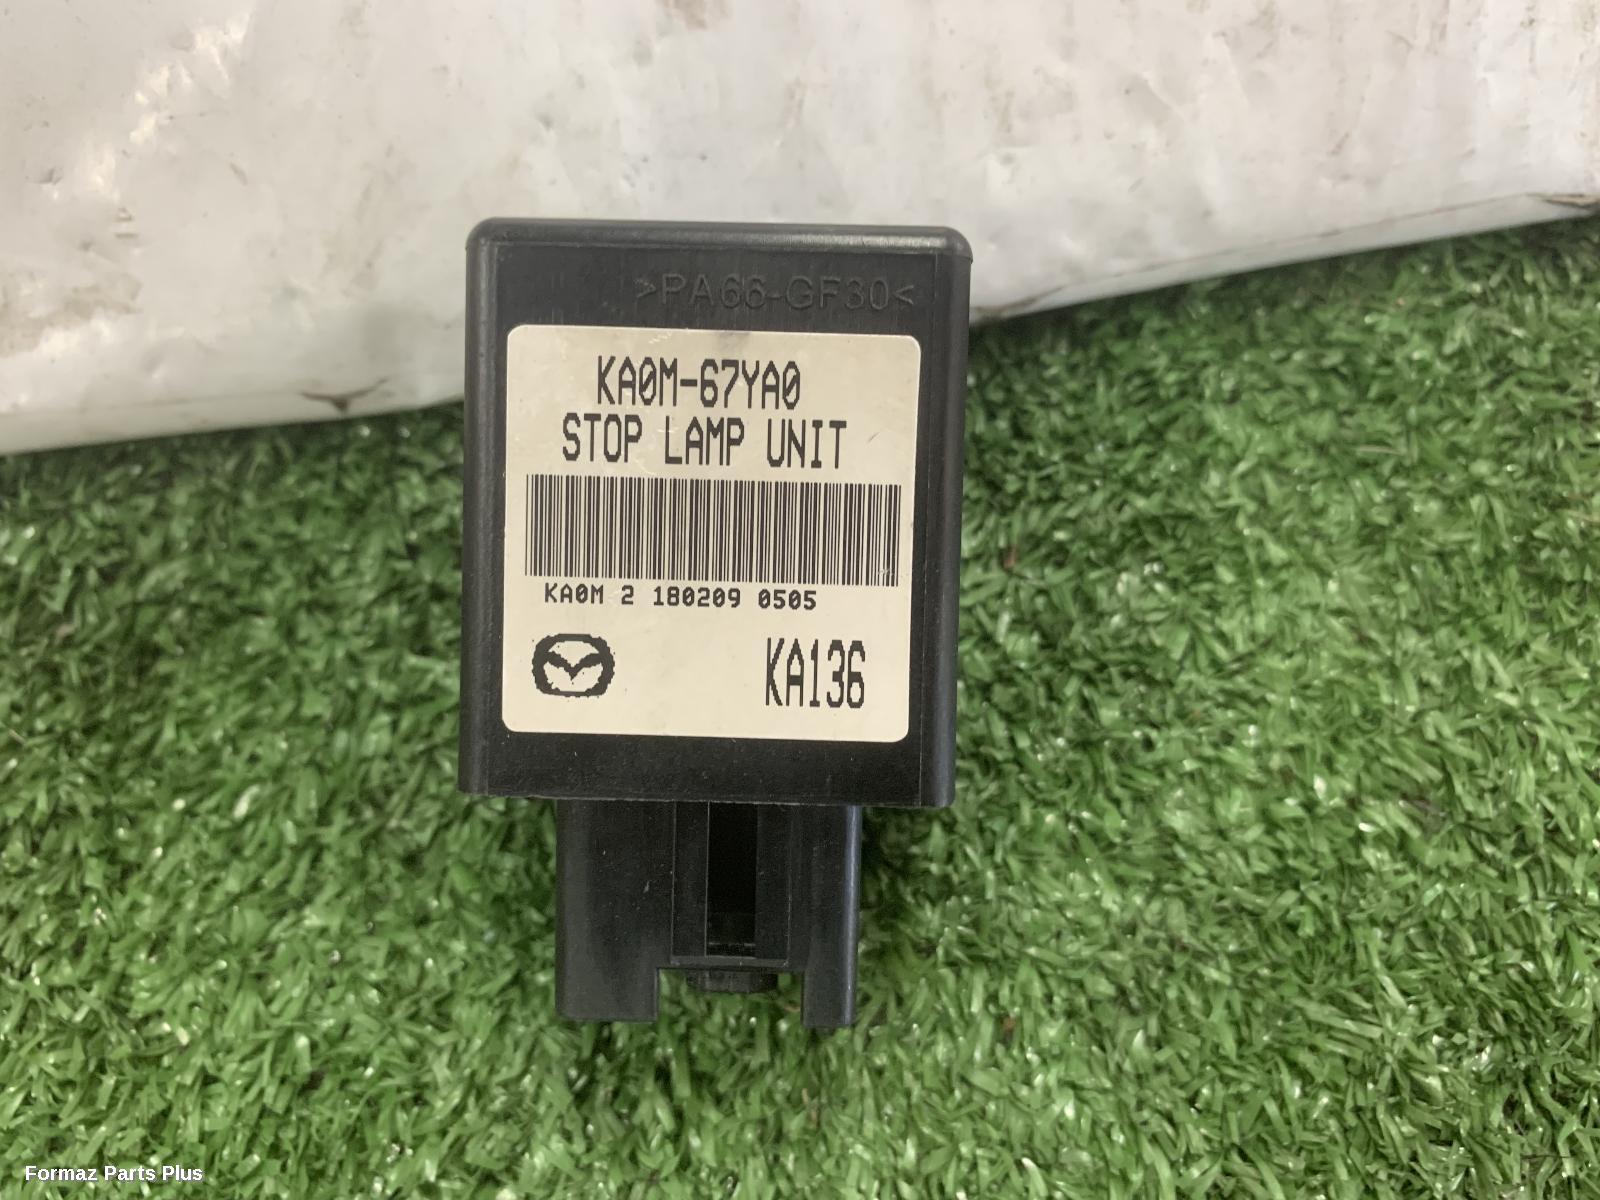 >PA66-GF30<
KA0M-67YA0
STOP LAMP UNIT
KA0M 2 180209 0505
KA136
Formaz Parts Plus